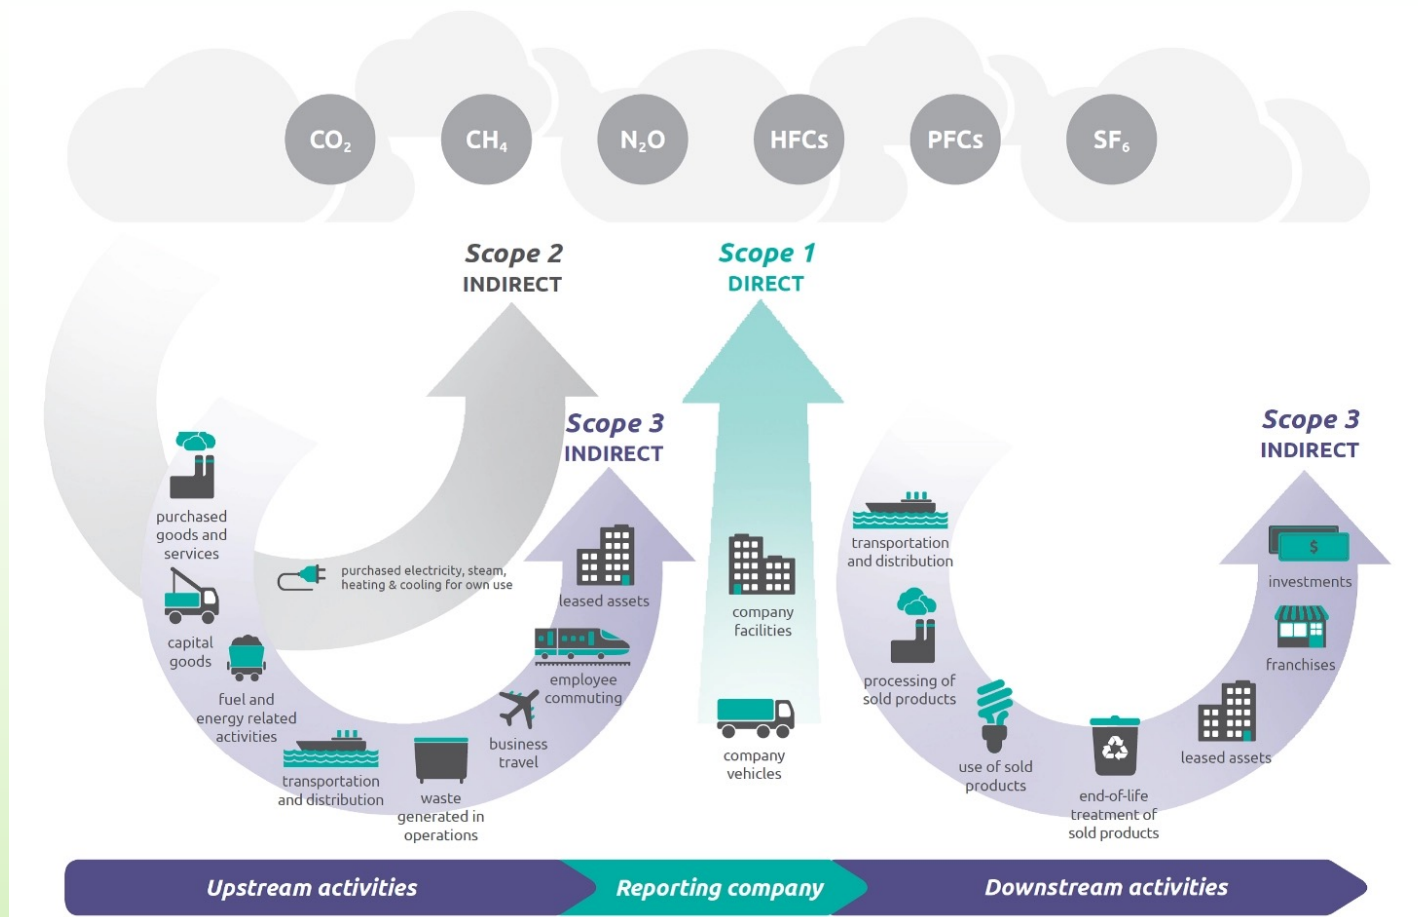 CO₂
CH₄
N₂O
HFCs
PFCs
SF₆
Scope 2
INDIRECT
Scope 1
DIRECT
Scope 3
INDIRECT
Scope 3
INDIRECT
purchased
goods and
services
capital
goods
fuel and
energy related
activities
purchased electricity, steam,
heating & cooling for own use
transportation
and distribution
waste
generated in
operations
business
travel
employee
commuting
leased assets
company
facilities
company
vehicles
transportation
and distribution
processing of
sold products
use of sold
products
end-of-life
treatment of
sold products
leased assets
franchises
$
investments
Upstream activities
Reporting company
Downstream activities